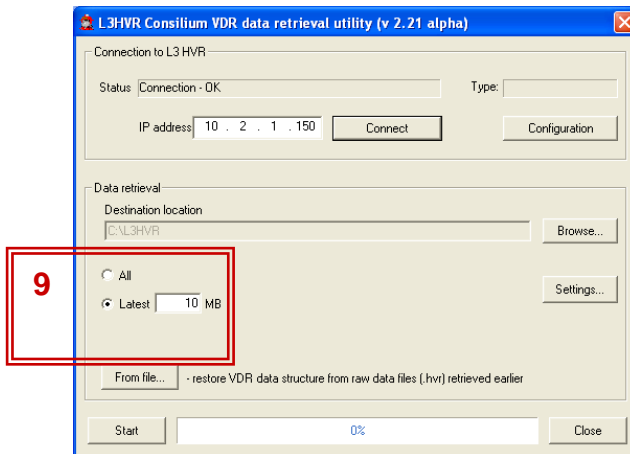 L3HVR Consilium VDR data retrieval utility (v 2.21 alpha)
Connection to L3 HVR
Status Connection - OK Type:
IP address 10 . 2 . 1 . 150 Connect Configuration
Data retrieval
Destination location
C:\L3HVR Browse...
9
All
Settings...
Latest 10 MB
From file... - restore VDR data structure from raw data files (.hvr) retrieved earlier
Start 0% Close